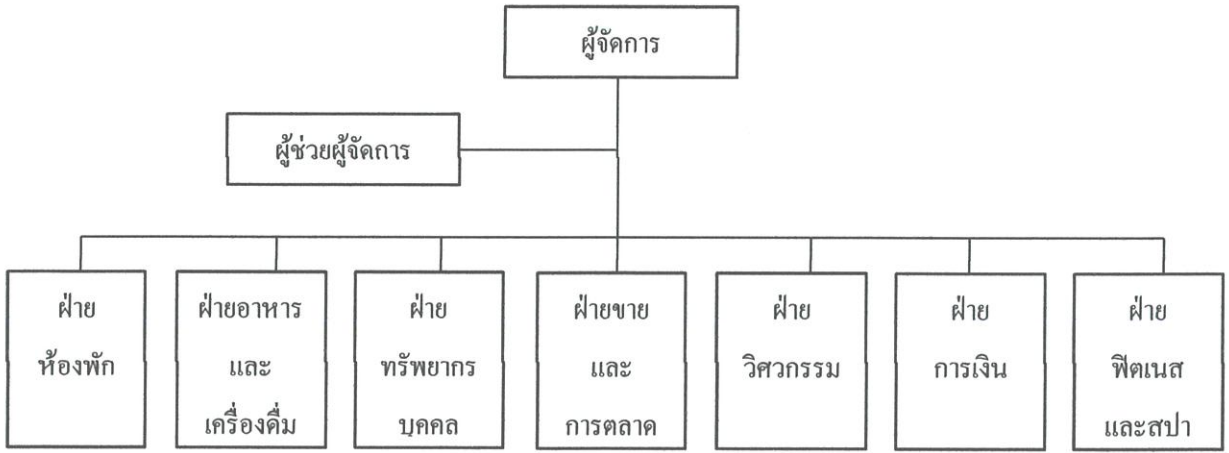 ผู้จัดการ
ผู้ช่วยผู้จัดการ
ฝ่าย
ห้องพัก
ฝ่ายอาหาร
และ
เครื่องดื่ม
ฝ่าย
ทรัพยากร
บุคคล
ฝ่ายขาย
และ
การตลาด
ฝ่าย
วิศวกรรม
ฝ่าย
การเงิน
ฝ่าย
ฟิตเนส
และสปา